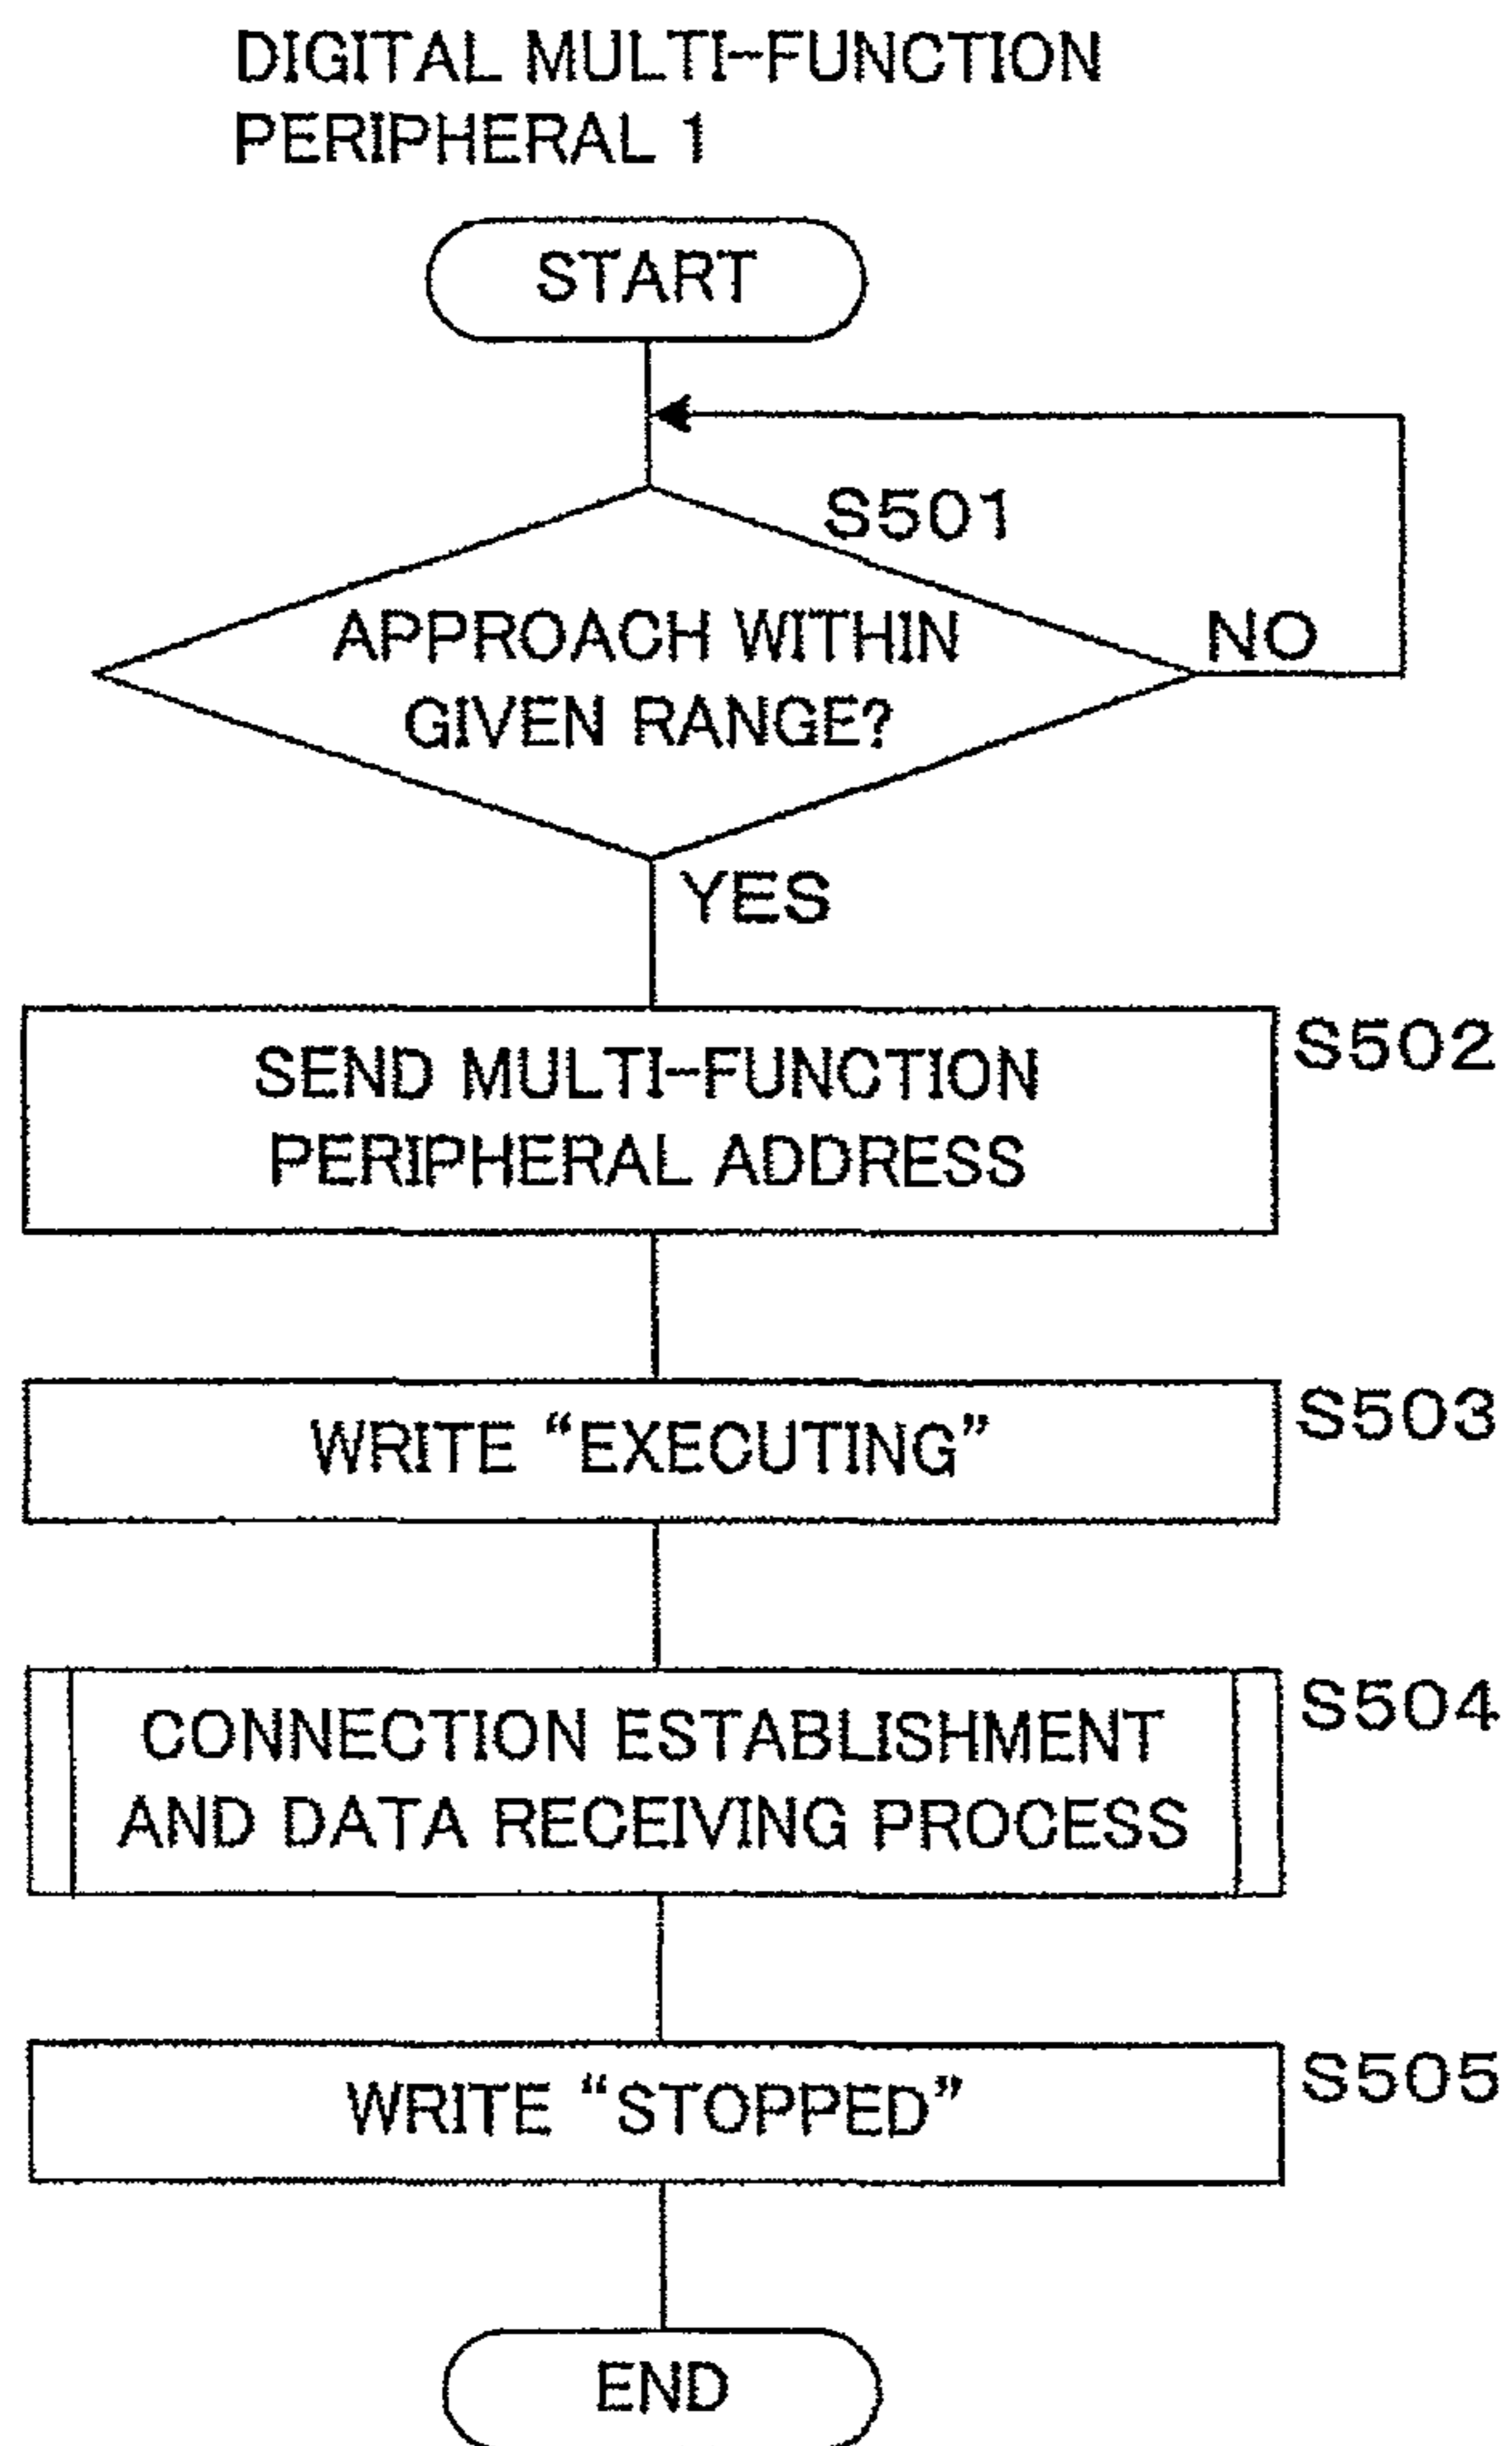 DIGITAL MULTI-FUNCTION
PERIPHERAL 1
START
S501
APPROACH WITHIN
GIVEN RANGE?
NO
YES
SEND MULTI-FUNCTION
PERIPHERAL ADDRESS
S502
WRITE “EXECUTING”
S503
CONNECTION ESTABLISHMENT
AND DATA RECEIVING PROCESS
S504
WRITE “STOPPED”
S505
END